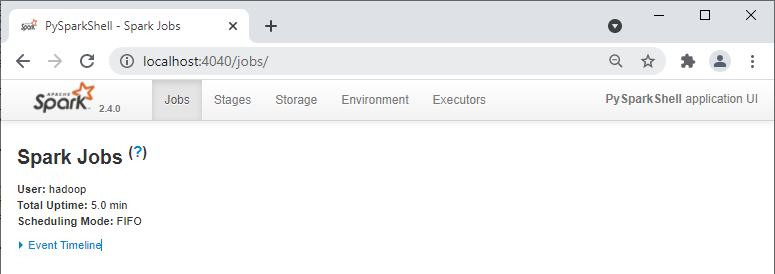 PySparkShell - Spark Jobs
localhost:4040/jobs/
APACHE
Spark 2.4.0 Jobs Stages Storage Environment Executors PySparkShell application UI
Spark Jobs (?)
User: hadoop
Total Uptime: 5.0 min
Scheduling Mode: FIFO
Event Timeline